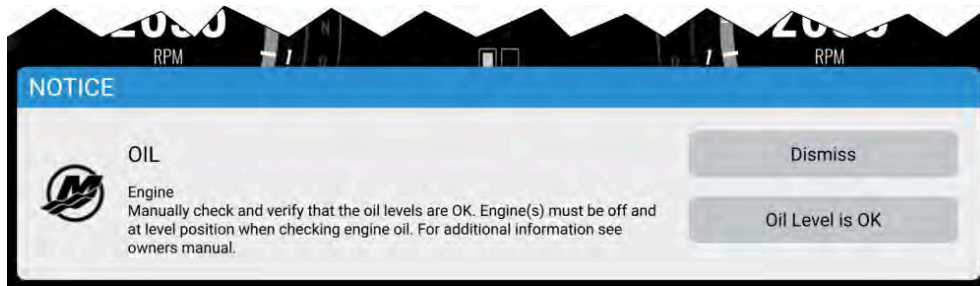 RPM
1
RPM
1
NOTICE
OIL
Engine
Manually check and verify that the oil levels are OK. Engine(s) must be off and
at level position when checking engine oil. For additional information see
owners manual.
Dismiss
Oil Level is OK